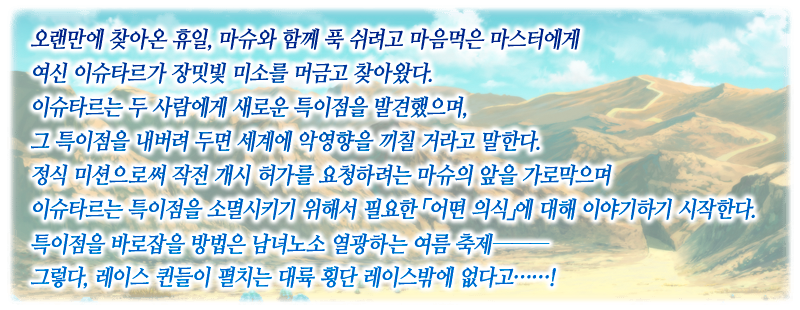 오랜만에 찾아온 휴일, 마슈와 함께 푹 쉬려고 마음먹은 마스터에게
여신 이슈타르가 장밋빛 미소를 머금고 찾아왔다.
이슈타르는 두 사람에게 새로운 특이점을 발견했으며,
그 특이점을 내버려 두면 세계에 악영향을 끼칠 거라고 말한다.
정식 미션으로써 작전 개시 허가를 요청하려는 마슈의 앞을 가로막으며
이슈타르는 특이점을 소멸시키기 위해서 필요한 「어떤 의식」에 대해 이야기하기 시작한다.
특이점을 바로잡을 방법은 남녀노소 열광하는 여름 축제───
그렇다, 레이스 퀸들이 펼치는 대륙 횡단 레이스밖에 없다고……!